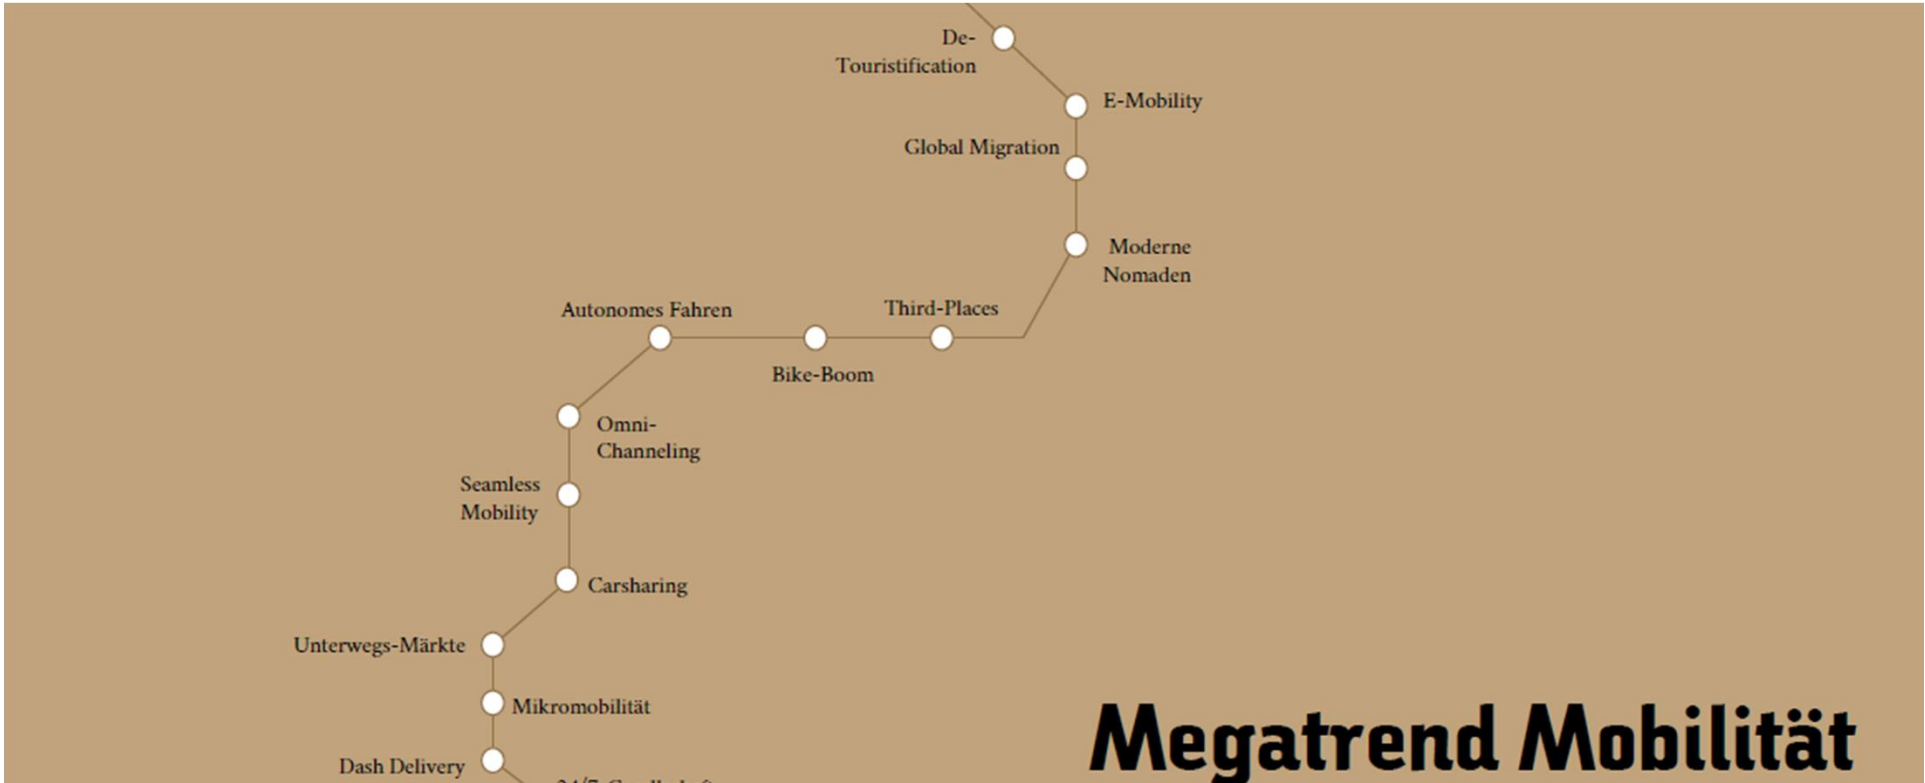 De-
Touristification
E-Mobility
Global Migration
Moderne
Nomaden
Third-Places
Autonomes Fahren
Bike-Boom
Omni-
Channeling
Seamless
Mobility
Carsharing
Unterwegs-Märkte
Mikromobilität
Dash Delivery
Megatrend Mobilität